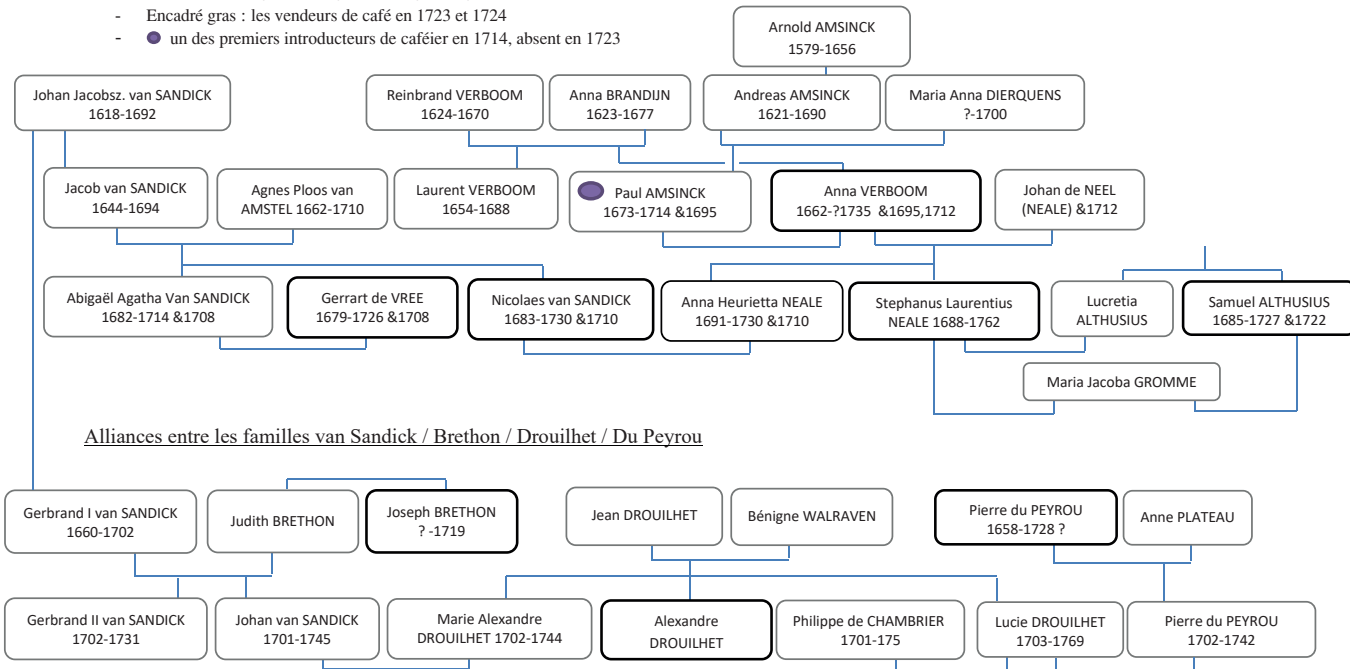 - Encadré gras : les vendeurs de café en 1723 et 1724
- un des premiers introducteurs de caféier en 1714, absent en 1723
Arnold AMSINCK
1579-1656
Johan Jacobsz. van SANDICK
1618-1692
Reinbrand VERBOOM
1624-1670
Anna BRANDIJN
1623-1677
Andreas AMSINCK
1621-1690
Maria Anna DIERQUENS
?-1700
Jacob van SANDICK
1644-1694
Agnes Ploos van
AMSTEL 1662-1710
Laurent VERBOOM
1654-1688
Paul AMSINCK
1673-1714 &1695
Anna VERBOOM
1662-?1735 &1695,1712
Johan de NEEL
(NEALE) &1712
Abigaël Agatha Van SANDICK
1682-1714 &1708
Gerrart de VREE
1679-1726 &1708
Nicolaes van SANDICK
1683-1730 &1710
Anna Heurietta NEALE
1691-1730 &1710
Stephanus Laurentius
NEALE 1688-1762
Lucretia
ALTHUSIUS
Samuel ALTHUSIUS
1685-1727 &1722
Maria Jacoba GROMME
Alliances entre les familles van Sandick / Brethon / Drouilhet / Du Peyrou
Gerbrand I van SANDICK
1660-1702
Judith BRETHON
Joseph BRETHON
? -1719
Jean DROUILHET
Bénigne WALRAVEN
Pierre du PEYROU
1658-1728 ?
Anne PLATEAU
Gerbrand II van SANDICK
1702-1731
Johan van SANDICK
1701-1745
Marie Alexandre
DROUILHET 1702-1744
Alexandre
DROUILHET
Philippe de CHAMBRIER
1701-175
Lucie DROUILHET
1703-1769
Pierre du PEYROU
1702-1742